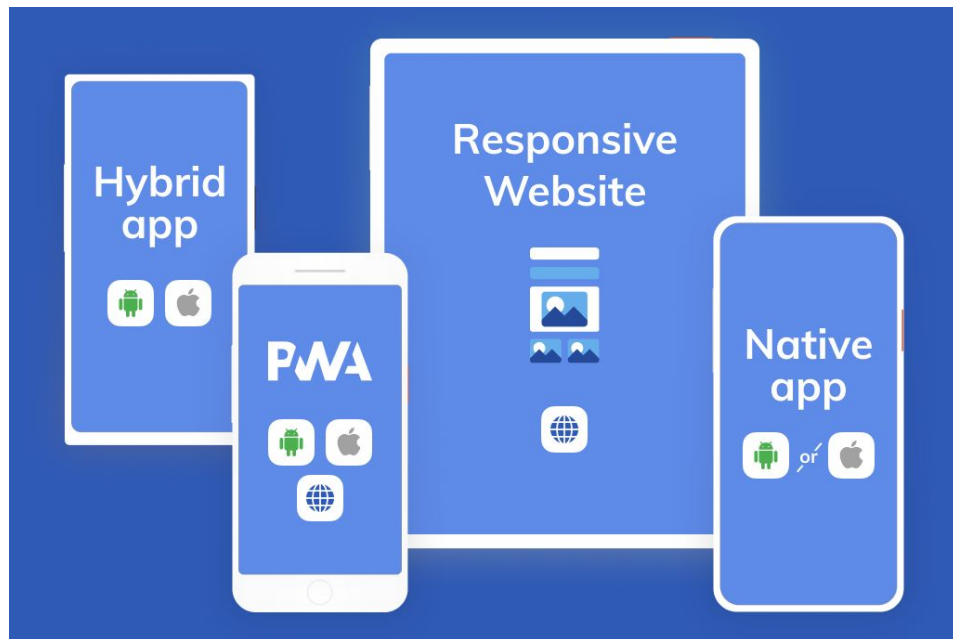 Hybrid
app
PWA
Responsive
Website
Native
app
or